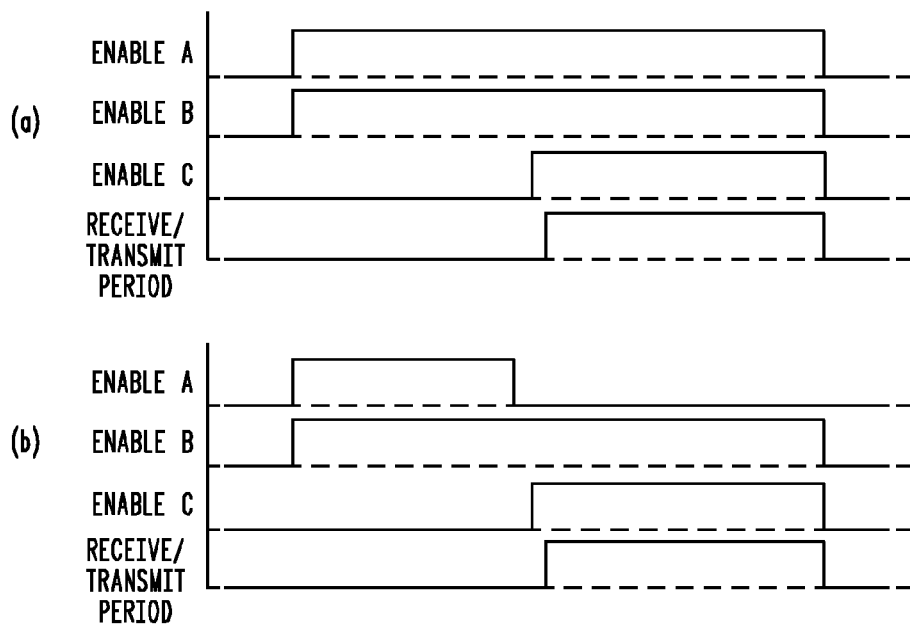 (a)
ENABLE A
ENABLE B
ENABLE C
RECEIVE/
TRANSMIT
PERIOD
(b)
ENABLE A
ENABLE B
ENABLE C
RECEIVE/
TRANSMIT
PERIOD